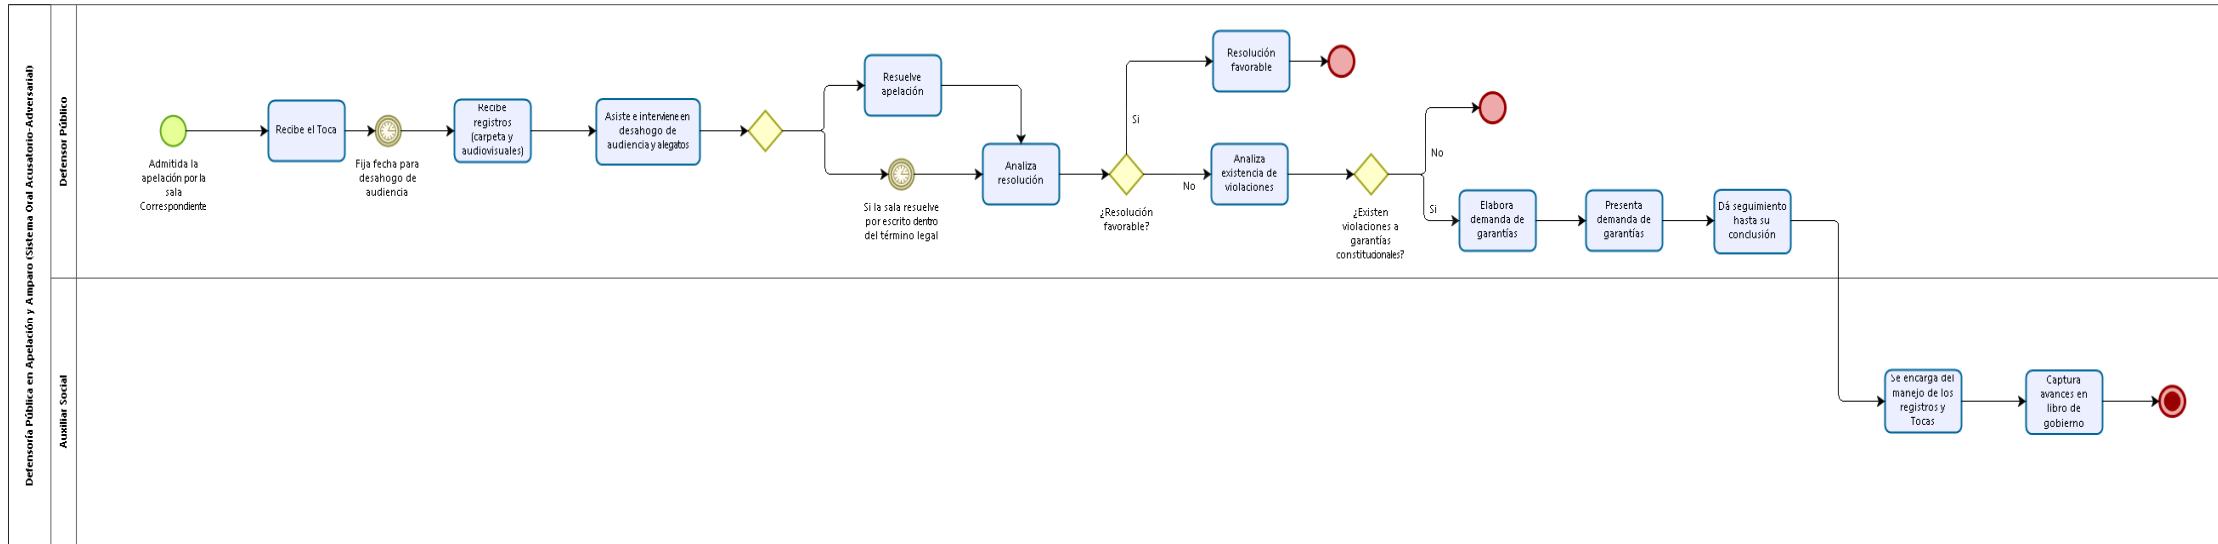 Defensoría Pública en Apelación y Amparo (Sistema Oral Acusatorio-Adversarial)
Defensor Público
Admitida la
apelación por la
sala
Correspondiente
Recibe el Toca
Fija fecha para
desahogo de
audiencia
Recibe
registros
(carpeta y
audiovisuales)
Asiste e interviene en
desahogo de
audiencia y alegatos
Resuelve
apelación
Si la sala resuelve
por escrito dentro
del término legal
Analiza
resolución
¿Resolución
favorable?
Si
Resolución
favorable
No
Analiza
existencia de
violaciones
¿Existen
violaciones a
garantías
constitucionales?
No
Si
Elabora
demanda de
garantías
Presenta
demanda de
garantías
Dá seguimiento
hasta su
conclusión
Auxiliar Social
Se encarga del
manejo de los
registros y
Tocas
Captura
avances en
libro de
gobierno